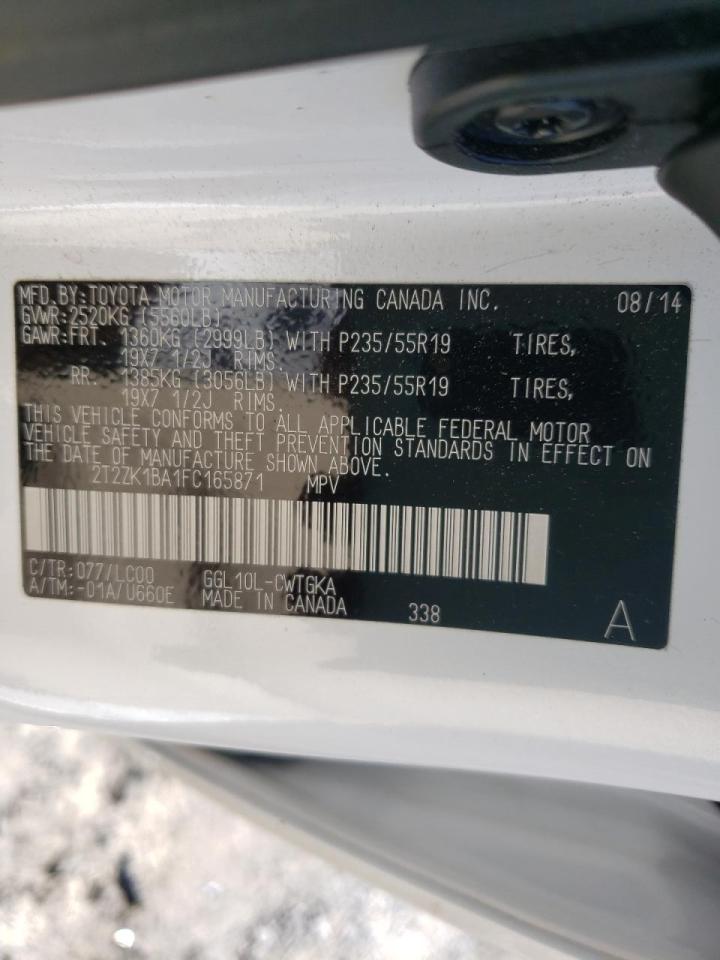 MFD.BY:TOYOTA MOTOR MANUFACTURING CANADA INC. 08/14
GVWR:2520KG (5560LB)
GAWR:FRT. 1360KG (2999LB) WITH P235/55R19 TIRES,
19X7 1/2J RIMS.
RR. 1385KG (3056LB) WITH P235/55R19 TIRES,
19X7 1/2J RIMS.
THIS VEHICLE CONFORMS TO ALL APPLICABLE FEDERAL MOTOR
VEHICLE SAFETY AND THEFT PREVENTION STANDARDS IN EFFECT ON
THE DATE OF MANUFACTURE SHOWN ABOVE.
2T2ZK1BA1FC165871 MPV
C/TR:077/LC00 GGL10L-CWTGKA
A/TM:-01A/U660E MADE IN CANADA 338 A